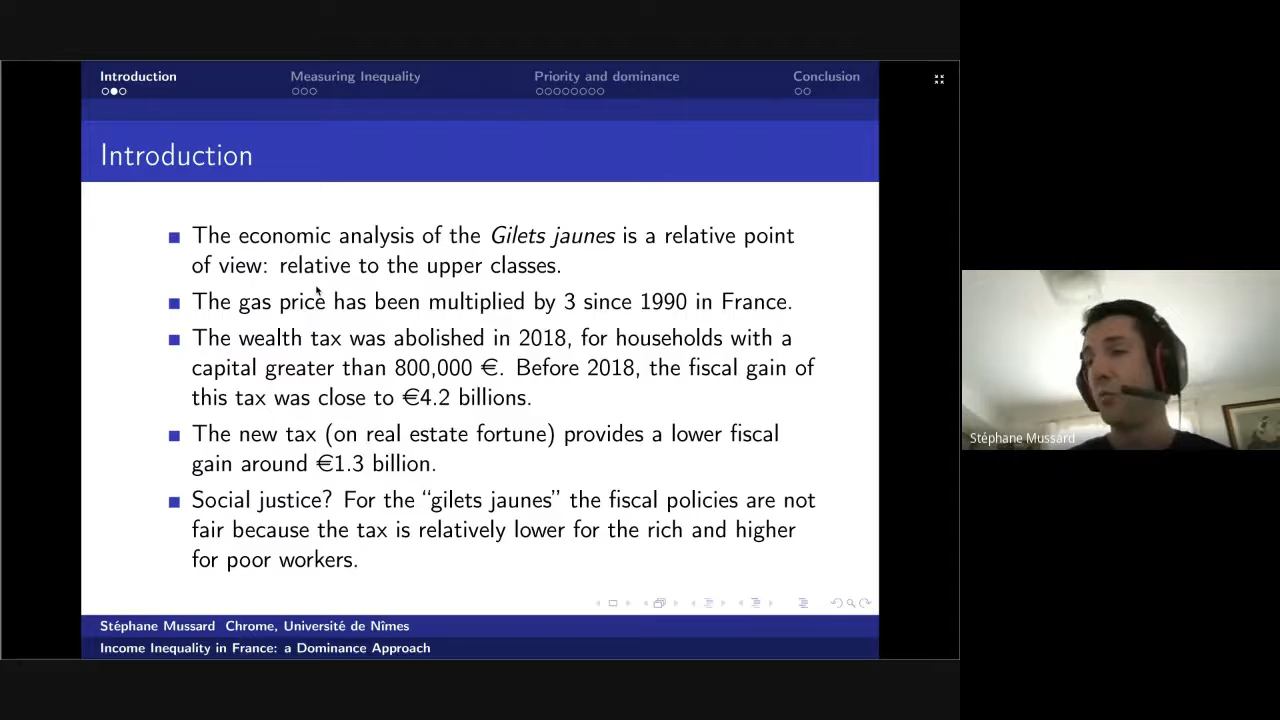 Introduction
Measuring Inequality
Priority and dominance
Conclusion
Introduction
The economic analysis of the Gilets jaunes is a relative point
of view: relative to the upper classes.
The gas price has been multiplied by 3 since 1990 in France.
The wealth tax was abolished in 2018, for households with a
capital greater than 800,000 €. Before 2018, the fiscal gain of
this tax was close to €4.2 billions.
The new tax (on real estate fortune) provides a lower fiscal
gain around €1.3 billion.
Social justice? For the “gilets jaunes” the fiscal policies are not
fair because the tax is relatively lower for the rich and higher
for poor workers.
Stéphane Mussard Chrome, Université de Nîmes
Income Inequality in France: a Dominance Approach
Stéphane Mussard